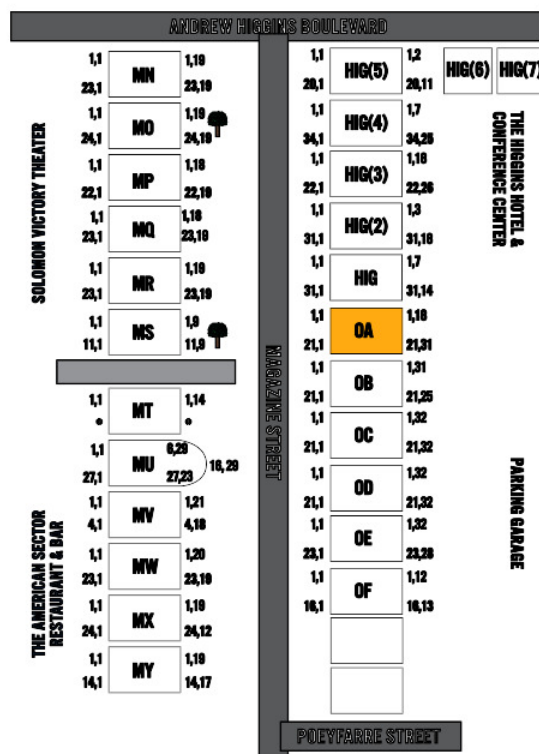 ANDREW HIGGINS BOULEVARD
1,1 MN 1,19
23,1 23,19
1,1 MO 1,19
24,1 24,19
1,1 MP 1,18
22,1 22,19
1,1 MQ 1,18
23,1 23,19
1,1 MR 1,19
23,1 23,19
1,1 MS 1,9
11,1 11,9
SOLOMON VICTORY THEATER
1,1 MT 1,14
1,1 MU 6,29
27,1 27,23 16,29
1,1 MV 1,21
4,1 4,18
1,1 MW 1,20
23,1 23,19
1,1 MX 1,19
24,1 24,12
1,1 MY 1,19
14,1 14,17
THE AMERICAN SECTOR
RESTAURANT & BAR
MAGAZINE STREET
1,1 HIG(5) 1,2 HIG(6) HIG(7)
20,1 20,11
1,1 HIG(4) 1,7
34,1 34,25
1,1 HIG(3) 1,16
22,1 22,26
1,1 HIG(2) 1,3
31,1 31,16
1,1 HIG 1,7
31,1 31,14
1,1 OA 1,18
21,1 21,31
1,1 OB 1,31
21,1 21,25
1,1 OC 1,32
21,1 21,32
1,1 OD 1,32
21,1 21,32
1,1 OE 1,32
23,1 23,28
1,1 OF 1,12
16,1 16,13
THE HIGGINS HOTEL &
CONFERENCE CENTER
PARKING GARAGE
POEYFARRE STREET